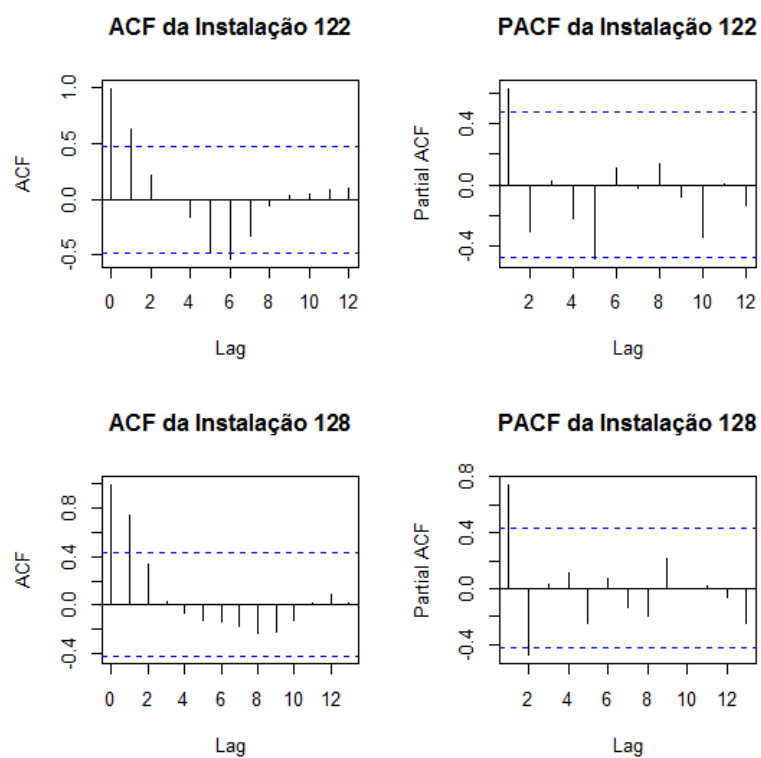 ACF da Instalação 122
ACF
1.0
0.5
0.0
-0.5
0 2 4 6 8 10 12
Lag
PACF da Instalação 122
Partial ACF
0.4
0.0
-0.4
2 4 6 8 10 12
Lag
ACF da Instalação 128
ACF
0.8
0.4
0.0
-0.4
0 2 4 6 8 10 12
Lag
PACF da Instalação 128
Partial ACF
0.8
0.4
0.0
-0.4
2 4 6 8 10 12
Lag